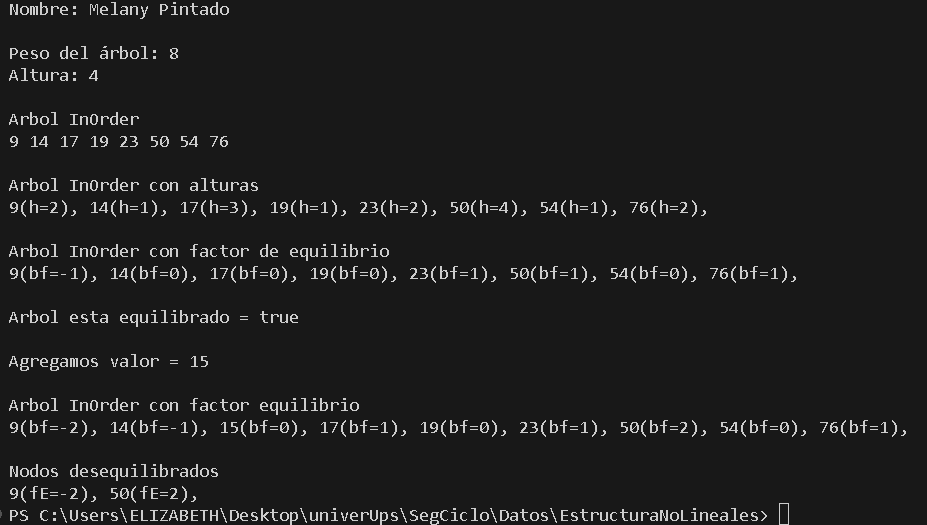 Nombre: Melany Pintado
Peso del árbol: 8
Altura: 4
Arbol InOrder
9 14 17 19 23 50 54 76
Arbol InOrder con alturas
9(h=2), 14(h=1), 17(h=3), 19(h=1), 23(h=2), 50(h=4), 54(h=1), 76(h=2),
Arbol InOrder con factor de equilibrio
9(bf=-1), 14(bf=0), 17(bf=0), 19(bf=0), 23(bf=1), 50(bf=1), 54(bf=0), 76(bf=1),
Arbol esta equilibrado = true
Agregamos valor = 15
Arbol InOrder con factor equilibrio
9(bf=-2), 14(bf=-1), 15(bf=0), 17(bf=1), 19(bf=0), 23(bf=1), 50(bf=2), 54(bf=0), 76(bf=1),
Nodos desequilibrados
9(fE=-2), 50(fE=2),
PS C:\Users\ELIZABETH\Desktop\univerUps\SegCiclo\Datos\EstructuraNoLineales>